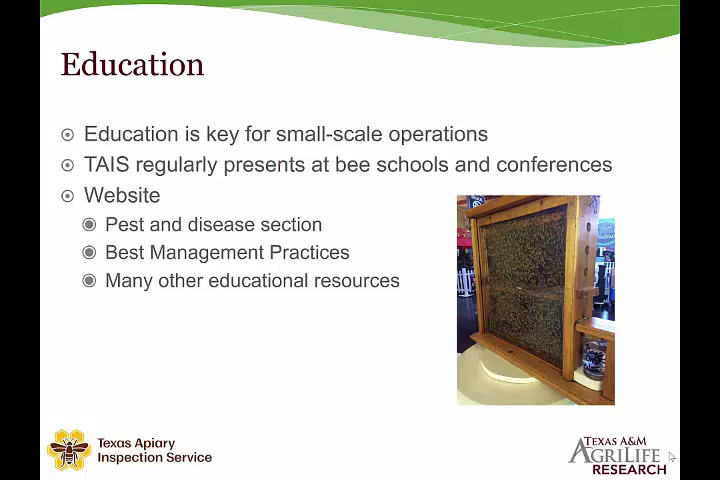 Education
Education is key for small-scale operations
TAIS regularly presents at bee schools and conferences
Website
Pest and disease section
Best Management Practices
Many other educational resources
Texas Apiary
Inspection Service
TEXAS A&M
AGRILIFE
RESEARCH